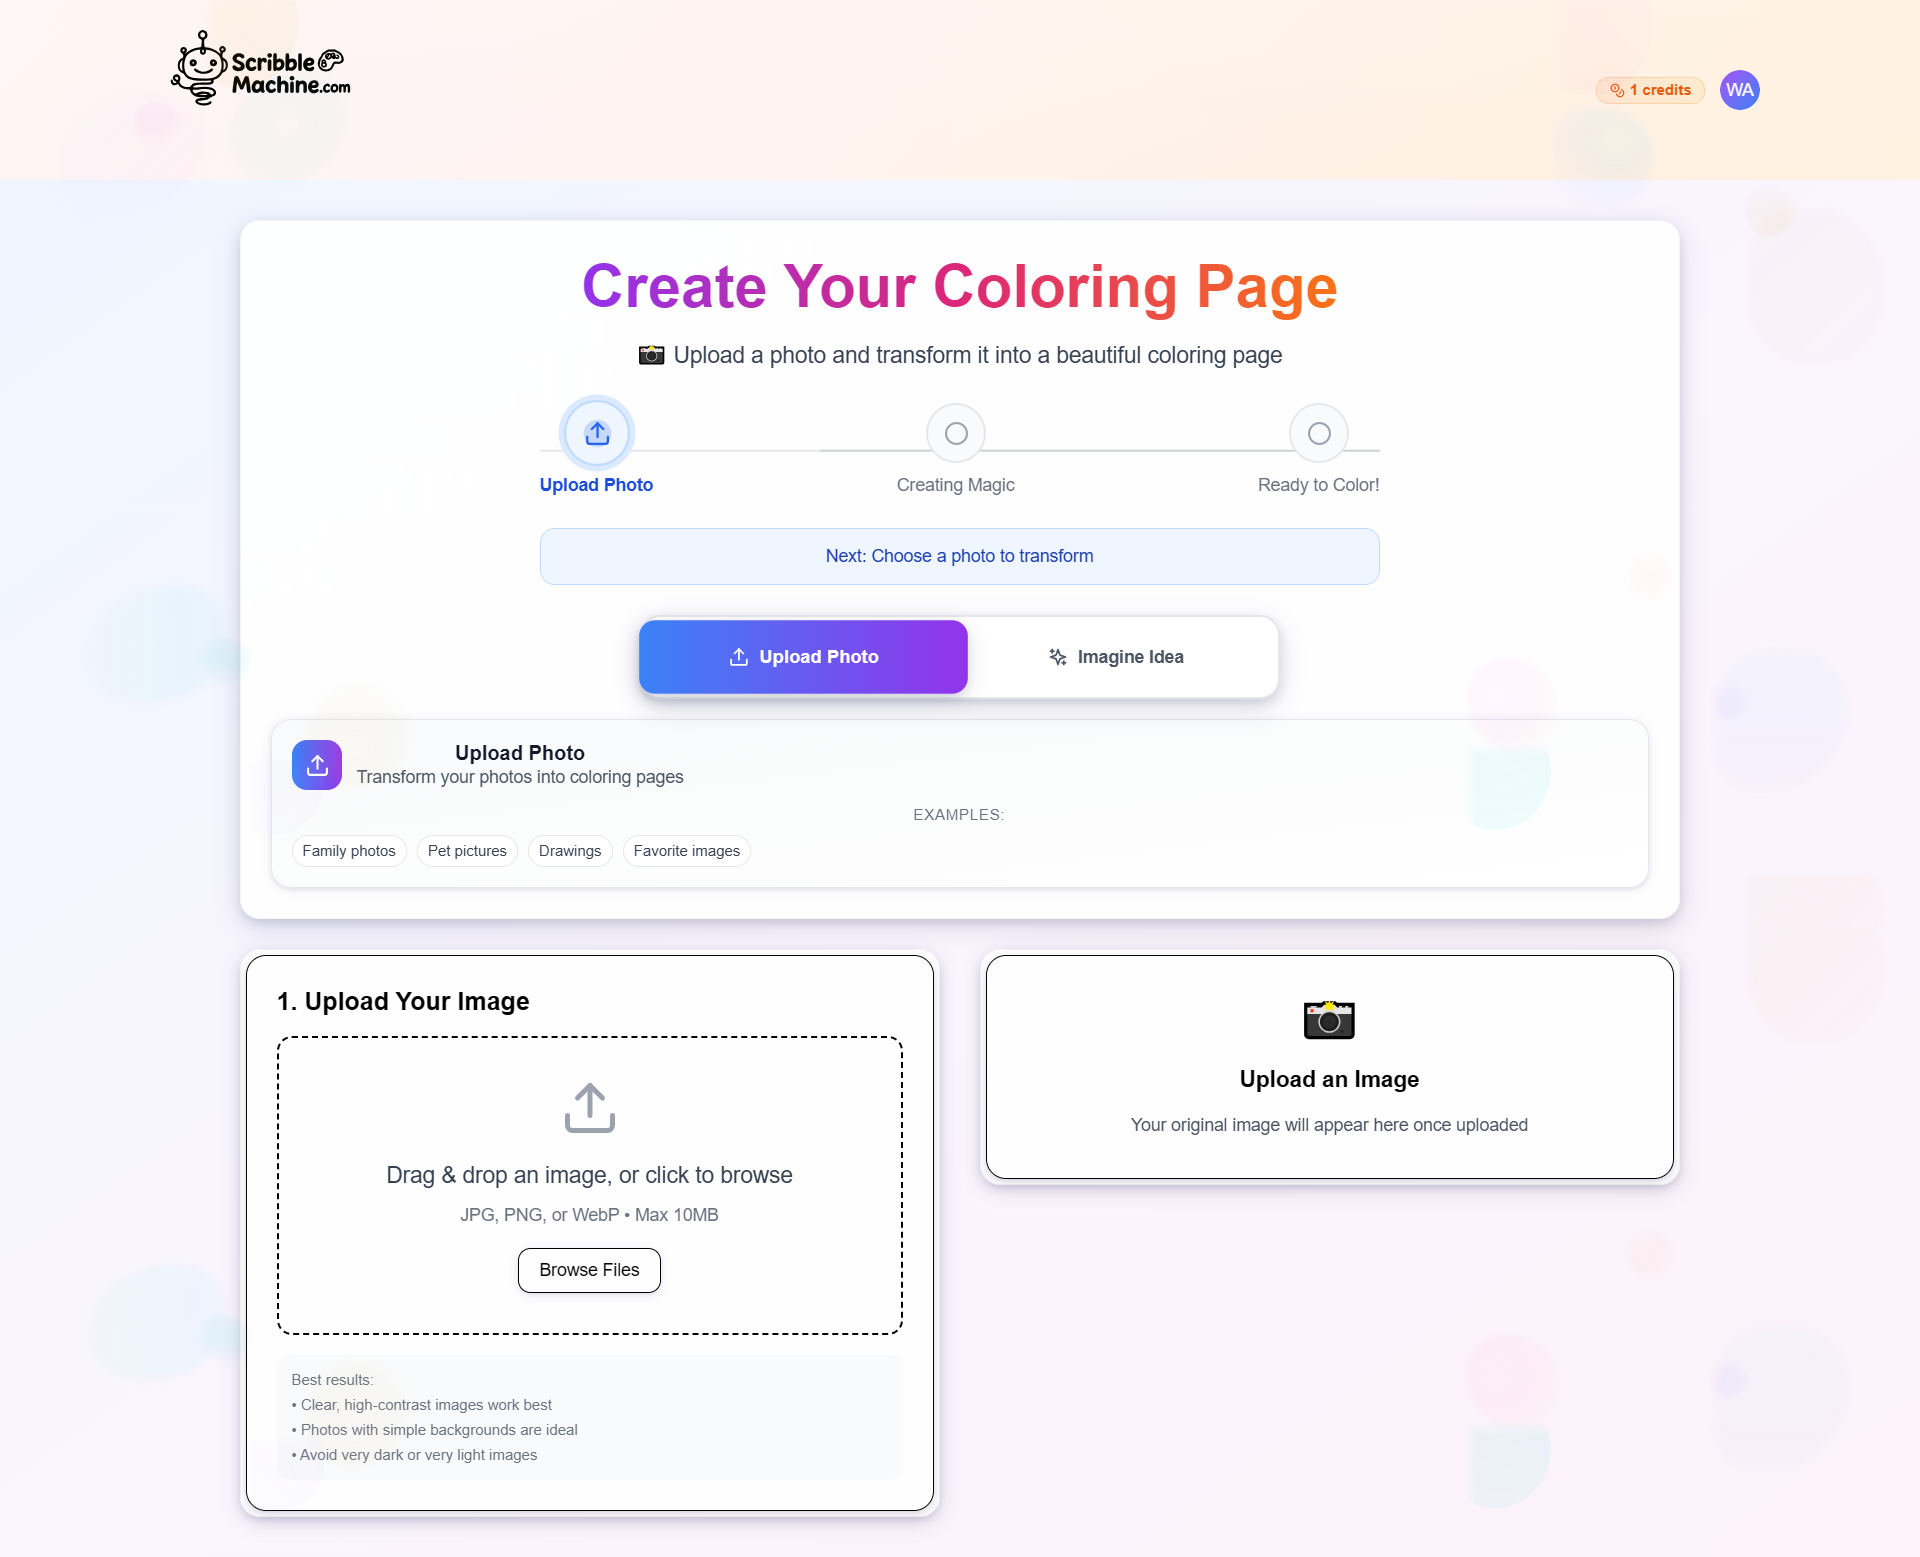 Scribble
Machine.com
1 credits
WA
Create Your Coloring Page
Upload a photo and transform it into a beautiful coloring page
Upload Photo
Creating Magic
Ready to Color!
Next: Choose a photo to transform
Upload Photo
Imagine Idea
Upload Photo
Transform your photos into coloring pages
EXAMPLES:
Family photos
Pet pictures
Drawings
Favorite images
1. Upload Your Image
Drag & drop an image, or click to browse
JPG, PNG, or WebP • Max 10MB
Browse Files
Best results:
• Clear, high-contrast images work best
• Photos with simple backgrounds are ideal
• Avoid very dark or very light images
Upload an Image
Your original image will appear here once uploaded